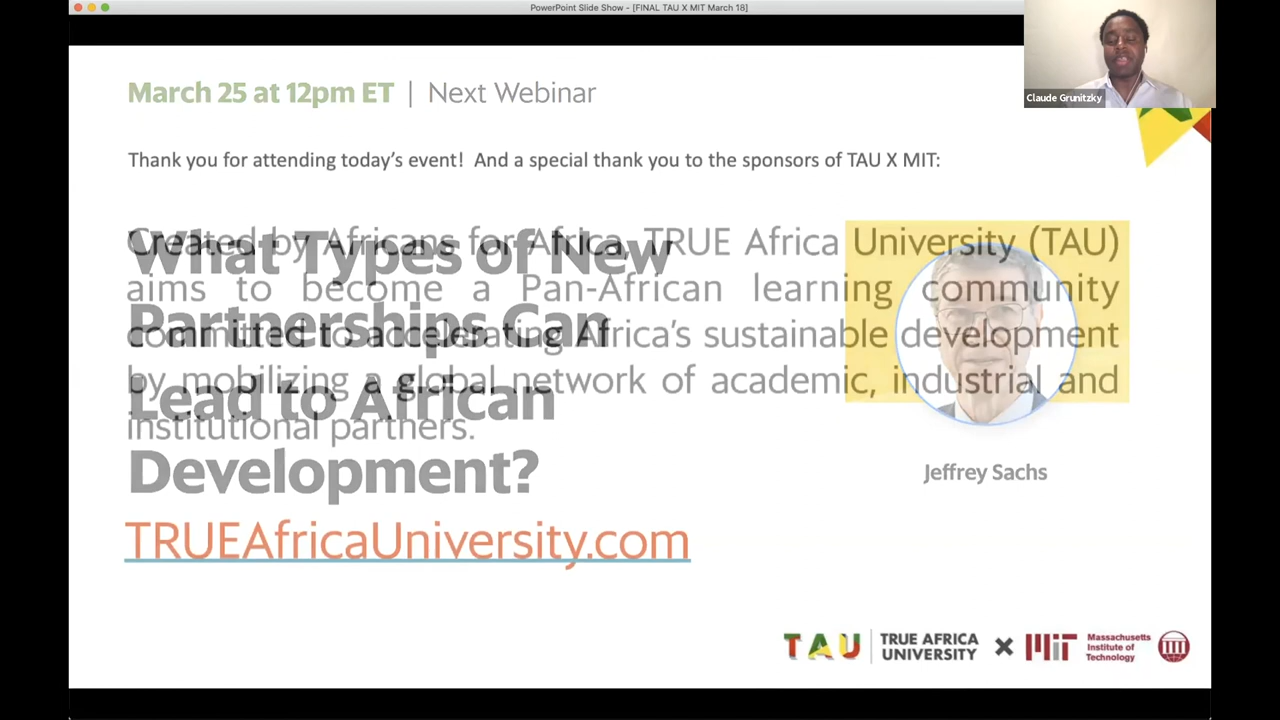 PowerPoint Slide Show - [FINAL TAU X MIT March 18]
Claude Grunitzky
March 25 at 12pm ET | Next Webinar
Thank you for attending today's event! And a special thank you to the sponsors of TAU X MIT:
Created by Africans for Africa, TRUE Africa University (TAU)
aims to become a Pan-African learning community
committed to accelerating Africa's sustainable development
by mobilizing a global network of academic, industrial and
institutional partners.
What Types of New
Partnerships Can
Lead to African
Development?
Jeffrey Sachs
TRUEAfricaUniversity.com
TAU | TRUE AFRICA
UNIVERSITY
X
MIT
Massachusetts
Institute of
Technology